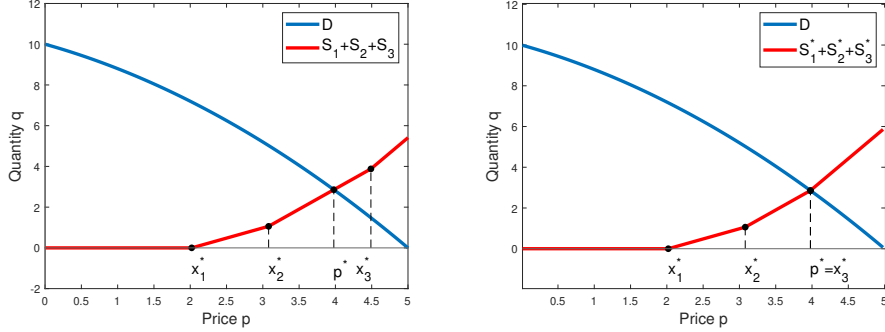 12
10
8
6
4
2
0
-2
Quantity q
D
S₁+S₂+S₃
x₁* x₂* p* x₃*
0 0.5 1 1.5 2 2.5 3 3.5 4 4.5 5
Price p
12
10
8
6
4
2
0
-2
Quantity q
D
S₁*+S₂*+S₃*
x₁* x₂* p*=x₃*
0 0.5 1 1.5 2 2.5 3 3.5 4 4.5 5
Price p